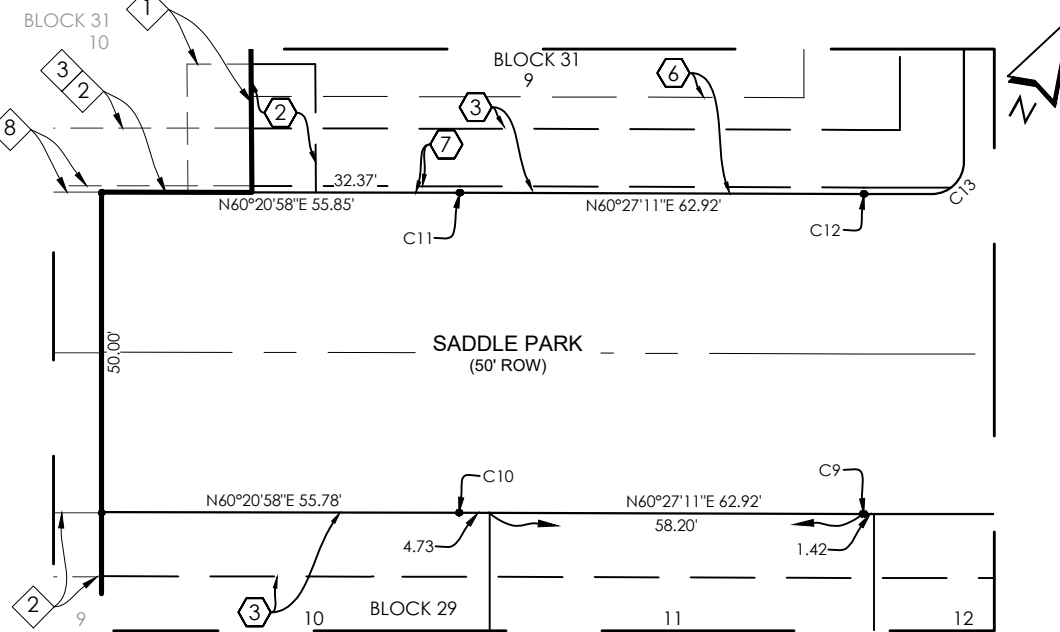 1
BLOCK 31
10
3
2
8
BLOCK 31
9
6
3
2
7
N
32.37'
N60°20'58"E 55.85'
N60°27'11"E 62.92'
C13
C11
C12
50.00'
SADDLE PARK
(50' ROW)
C10
C9
N60°20'58"E 55.78'
N60°27'11"E 62.92'
58.20'
4.73
1.42
2
9
3
10
BLOCK 29
11
12